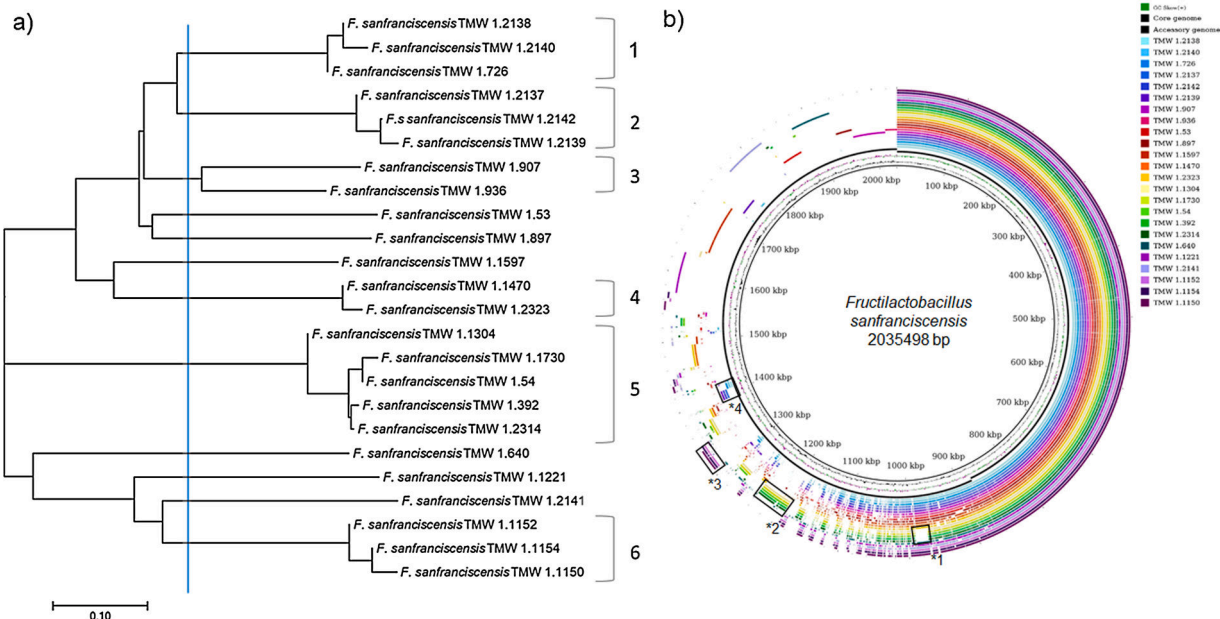 a)
F. sanfranciscensis TMW 1.2138
F. sanfranciscensis TMW 1.2140
F. sanfranciscensis TMW 1.726
1
F. sanfranciscensis TMW 1.2137
F.s sanfranciscensis TMW 1.2142
F. sanfranciscensis TMW 1.2139
2
F. sanfranciscensis TMW 1.907
F. sanfranciscensis TMW 1.936
3
F. sanfranciscensis TMW 1.53
F. sanfranciscensis TMW 1.897
F. sanfranciscensis TMW 1.1597
F. sanfranciscensis TMW 1.1470
F. sanfranciscensis TMW 1.2323
4
F. sanfranciscensis TMW 1.1304
F. sanfranciscensis TMW 1.1730
F. sanfranciscensis TMW 1.54
F. sanfranciscensis TMW 1.392
F. sanfranciscensis TMW 1.2314
5
F. sanfranciscensis TMW 1.640
F. sanfranciscensis TMW 1.1221
F. sanfranciscensis TMW 1.2141
F. sanfranciscensis TMW 1.1152
F. sanfranciscensis TMW 1.1154
F. sanfranciscensis TMW 1.1150
6
0.10
b)
Fructilactobacillus
sanfranciscensis
2035498 bp
100 kbp
200 kbp
300 kbp
400 kbp
500 kbp
600 kbp
700 kbp
800 kbp
900 kbp
1000 kbp
1100 kbp
1200 kbp
1300 kbp
1400 kbp
1500 kbp
1600 kbp
1700 kbp
1800 kbp
1900 kbp
2000 kbp
*1
*2
*3
*4
GC Skew(+)
Core genome
Accessory genome
TMW 1.2138
TMW 1.2140
TMW 1.726
TMW 1.2137
TMW 1.2142
TMW 1.2139
TMW 1.907
TMW 1.936
TMW 1.53
TMW 1.897
TMW 1.1597
TMW 1.1470
TMW 1.2323
TMW 1.1304
TMW 1.1730
TMW 1.54
TMW 1.392
TMW 1.2314
TMW 1.640
TMW 1.1221
TMW 1.2141
TMW 1.1152
TMW 1.1154
TMW 1.1150